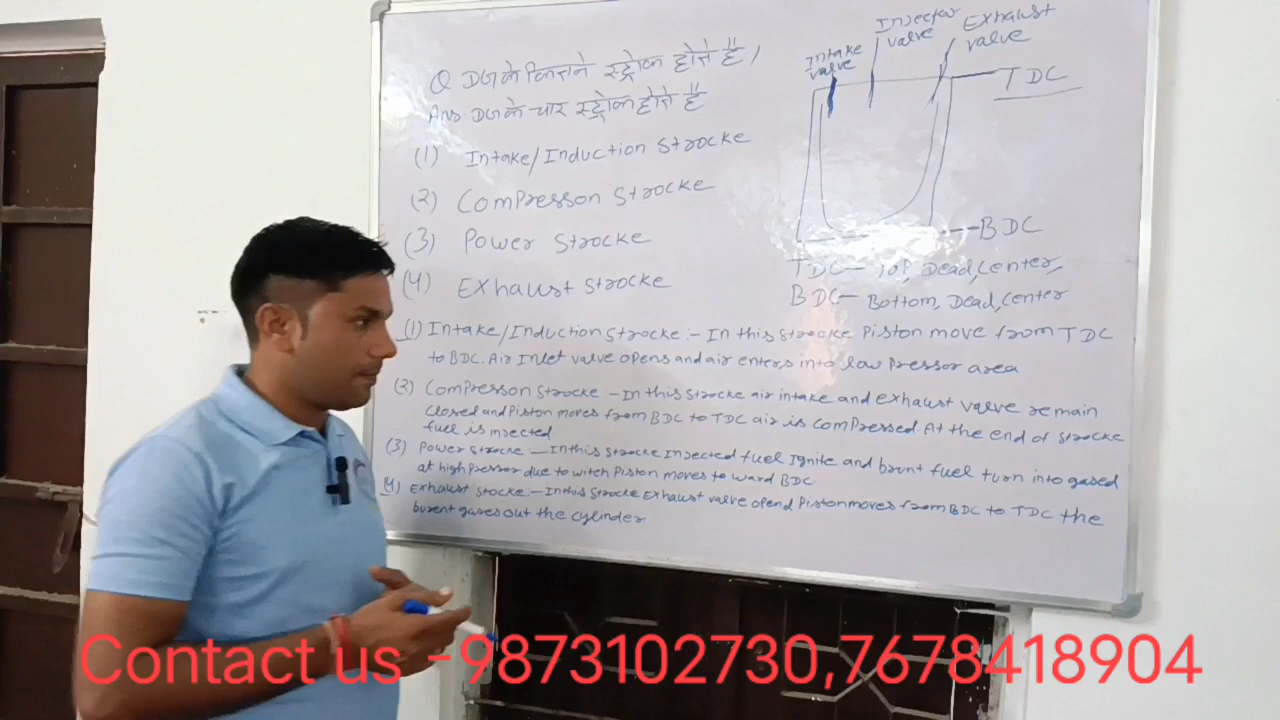 Q DG के कितने स्ट्रोक होते है,
Ans. DG के चार स्ट्रोक होते है
(1) Intake/Induction Strocke
(2) Compresson Strocke
(3) Power Strocke
(4) Exhaust Strocke
Intake valve
Injector valve
Exhaust valve
TDC
BDC
TDC- Top, Dead, Center,
BDC- Bottom, Dead, Center
(1) Intake/Induction Strocke:- In this Strocke Piston move from TDC
to BDC. Air Inlet valve opens and air enters into low Pressor area
(2) Compresson Strocke - In this Strocke air intake and exhaust valve remain
closed and Piston moves from BDC to TDC air is compressed. At the end of strocke
fuel is injected
(3) Power Strocke - In this Strocke Injected fuel Ignite and burnt fuel turn into gased
at high Pressor due to witch Piston moves to ward BDC
(4) Exhaust Stocke:- In this Strocke Exhaust valve opend Piston moves from BDC to TDC the
burent gases out the cylinder
Contact us -9873102730,7678418904